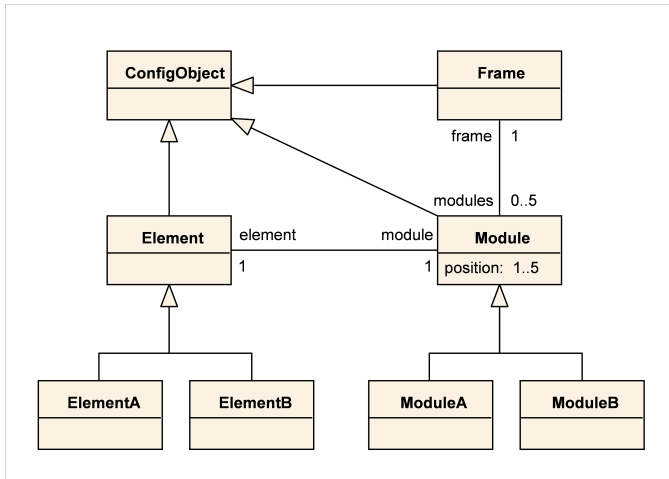 ConfigObject
Frame
frame 1
modules 0..5
Element
element
module
Module
1
1
position: 1..5
ElementA
ElementB
ModuleA
ModuleB